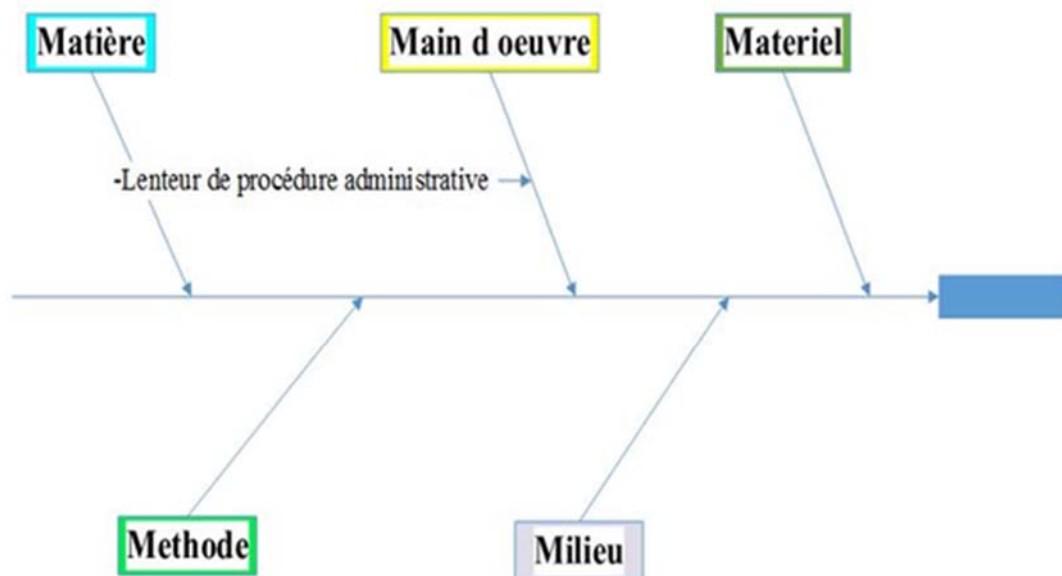 Matière
Main d oeuvre
Materiel
-Lenteur de procédure administrative
Methode
Milieu